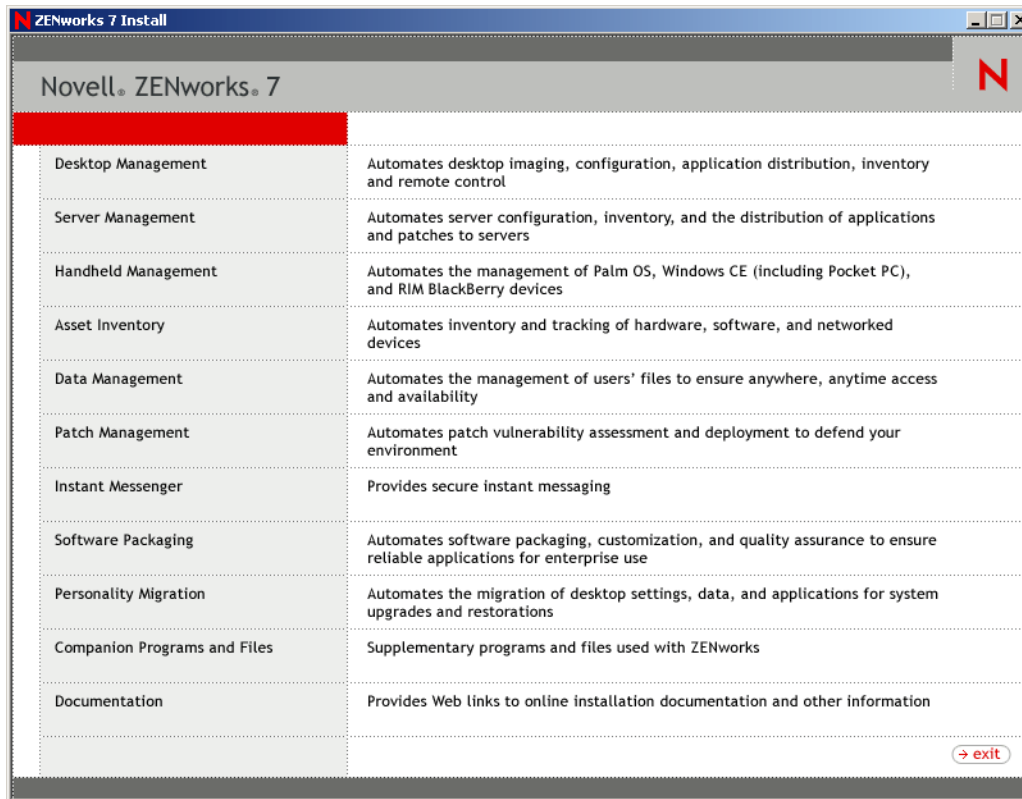 ZENworks 7 Install
Novell® ZENworks® 7
N
Desktop Management
Automates desktop imaging, configuration, application distribution, inventory
and remote control
Server Management
Automates server configuration, inventory, and the distribution of applications
and patches to servers
Handheld Management
Automates the management of Palm OS, Windows CE (including Pocket PC),
and RIM BlackBerry devices
Asset Inventory
Automates inventory and tracking of hardware, software, and networked
devices
Data Management
Automates the management of users’ files to ensure anywhere, anytime access
and availability
Patch Management
Automates patch vulnerability assessment and deployment to defend your
environment
Instant Messenger
Provides secure instant messaging
Software Packaging
Automates software packaging, customization, and quality assurance to ensure
reliable applications for enterprise use
Personality Migration
Automates the migration of desktop settings, data, and applications for system
upgrades and restorations
Companion Programs and Files
Supplementary programs and files used with ZENworks
Documentation
Provides Web links to online installation documentation and other information
exit